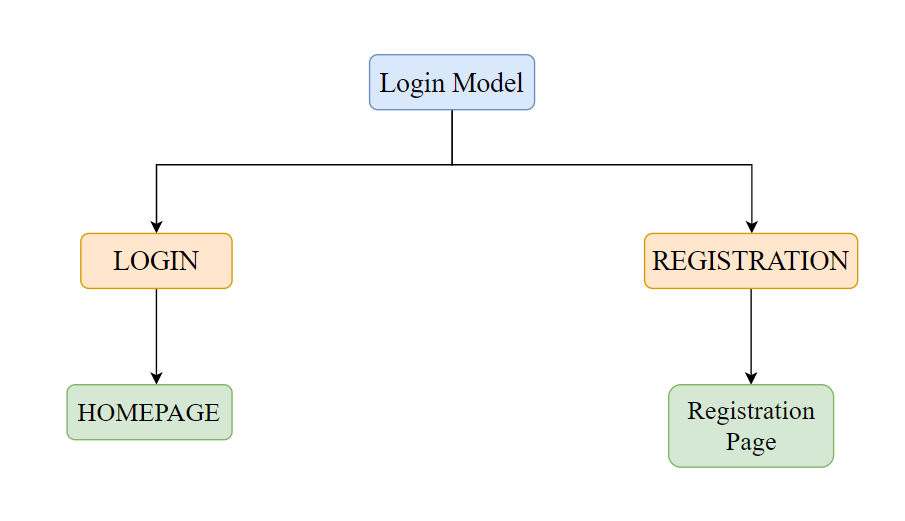 Login Model
LOGIN
REGISTRATION
HOMEPAGE
Registration
Page